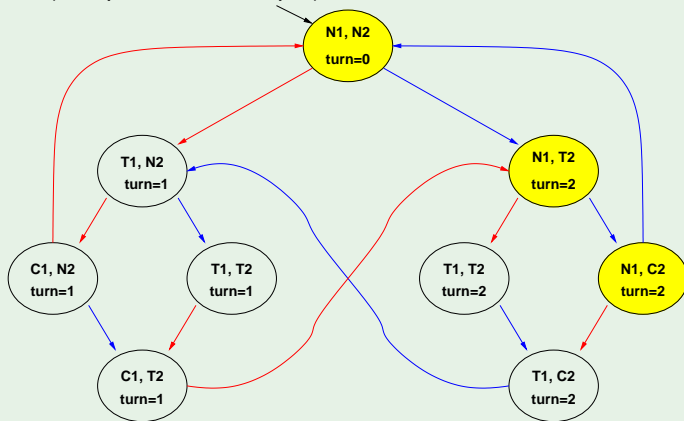 N1, N2
turn=0
T1, N2
turn=1
N1, T2
turn=2
C1, N2
turn=1
T1, T2
turn=1
T1, T2
turn=2
N1, C2
turn=2
C1, T2
turn=1
T1, C2
turn=2